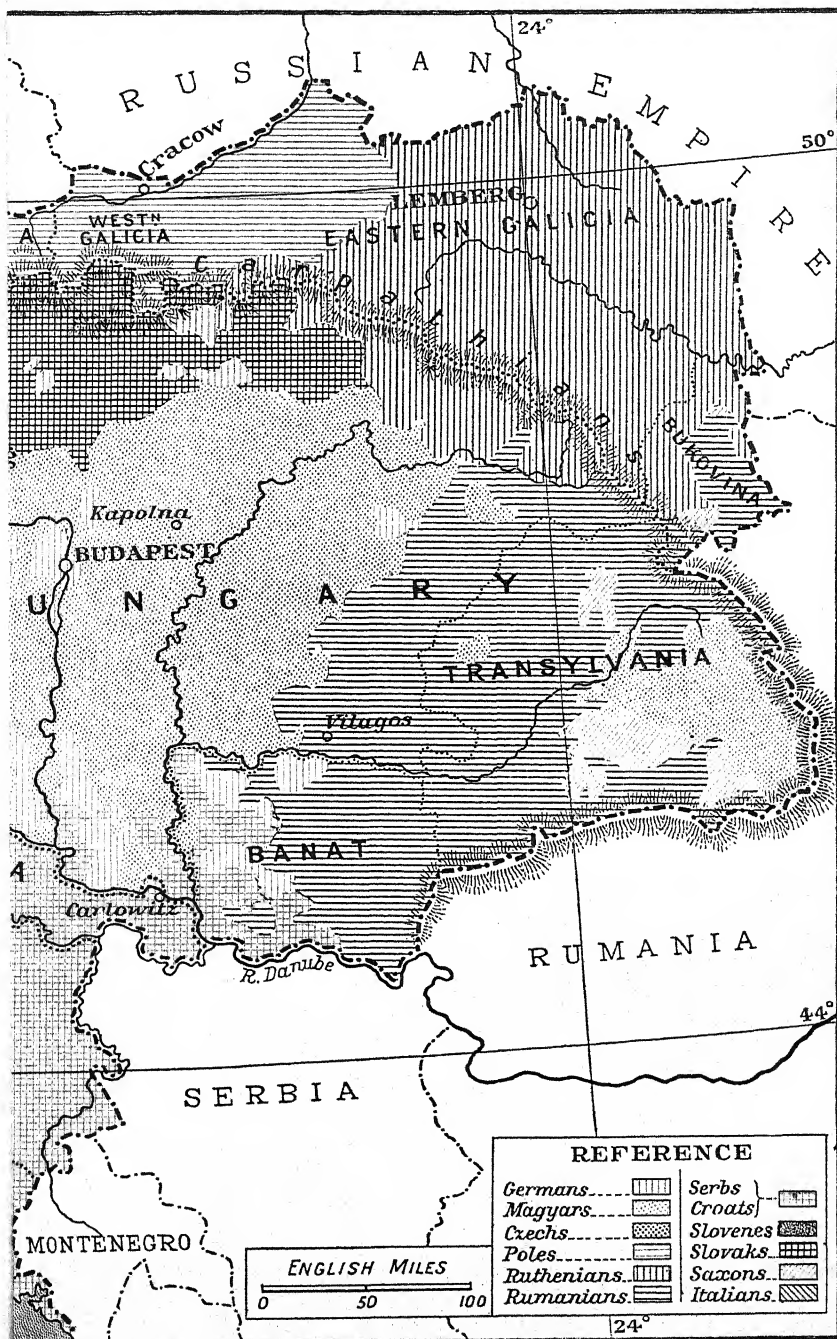 24°
RUSSIAN EMPIRE
50°
Cracow
LEMBERG
WESTN
GALICIA
A
EASTERN GALICIA
Carpathians
BUKOVINA
Kapolna
BUDAPEST
UNGARY
TRANSYLVANIA
Vilagos
BANAT
A
Carlowitz
R. Danube
RUMANIA
44°
SERBIA
MONTENEGRO
ENGLISH MILES
0 50 100
REFERENCE
Germans
Magyars
Czechs
Poles
Ruthenians
Rumanians
Serbs
Croats
Slovenes
Slovaks
Saxons
Italians
24°